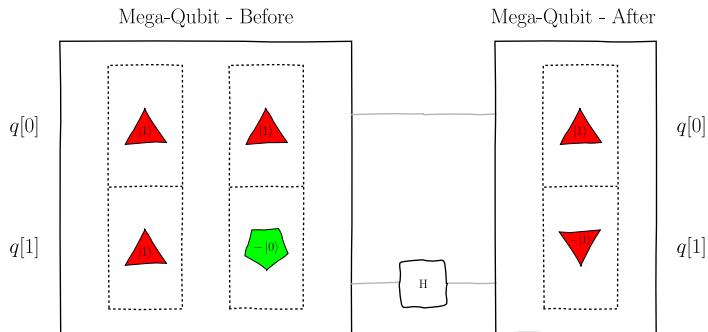 Mega-Qubit - Before
Mega-Qubit - After
q[0]
|1⟩
|1⟩
|1⟩
q[0]
q[1]
|1⟩
-|0⟩
H
-|1⟩
q[1]